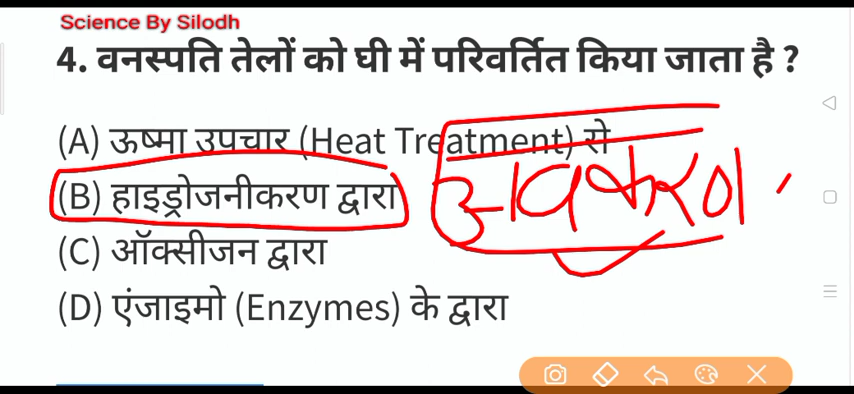 Science By Silodh
4. वनस्पति तेलों को घी में परिवर्तित किया जाता है ?
(A) ऊष्मा उपचार (Heat Treatment) से
(B) हाइड्रोजनीकरण द्वारा
(C) ऑक्सीजन द्वारा
(D) एंजाइमो (Enzymes) के द्वारा